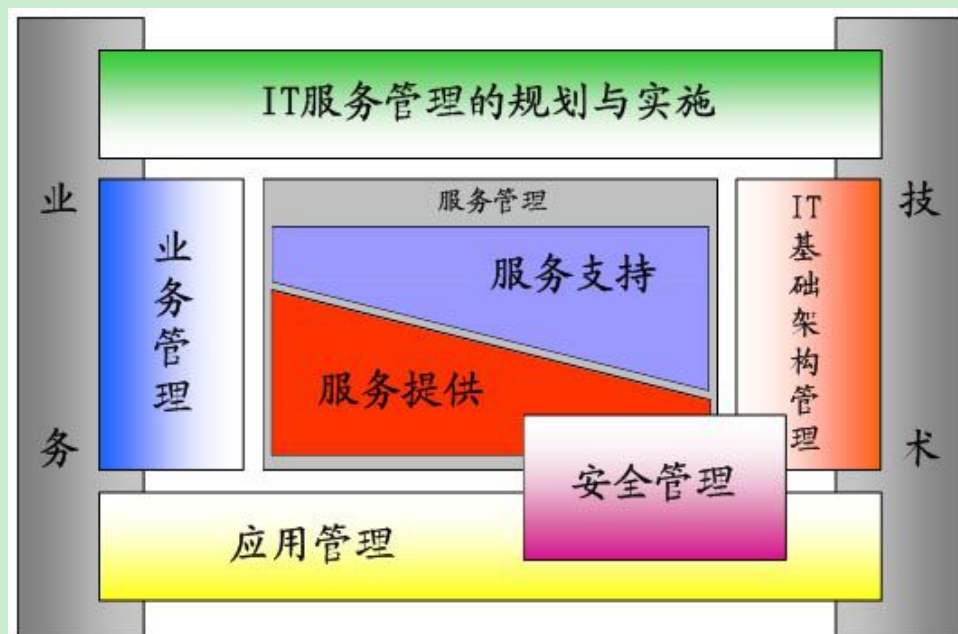 IT服务管理的规划与实施
业务
业务管理
服务管理
服务支持
服务提供
IT基础架构管理
技术
安全管理
应用管理